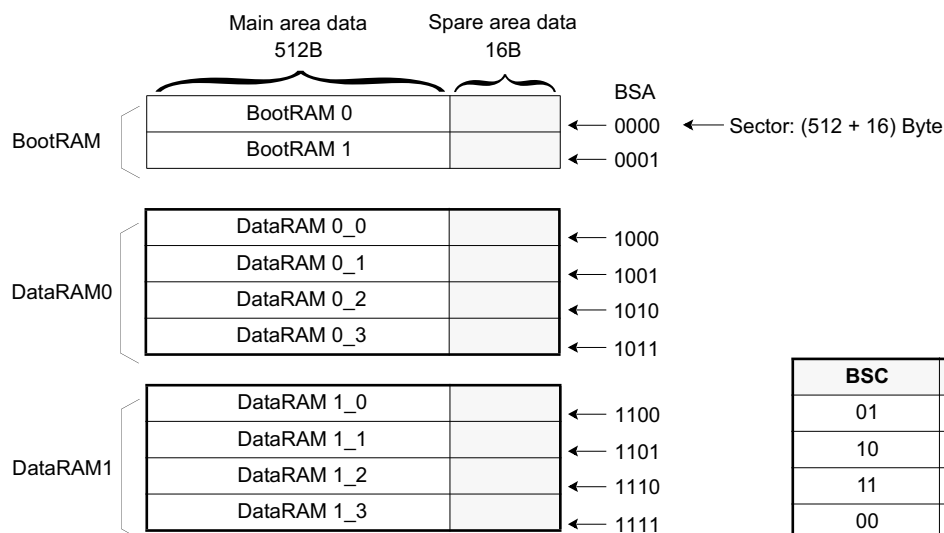 Main area data
512B
Spare area data
16B
BSA
BootRAM
BootRAM 0
0000
Sector: (512 + 16) Byte
BootRAM 1
0001
DataRAM0
DataRAM 0_0
1000
DataRAM 0_1
1001
DataRAM 0_2
1010
DataRAM 0_3
1011
DataRAM1
DataRAM 1_0
1100
DataRAM 1_1
1101
DataRAM 1_2
1110
DataRAM 1_3
1111
BSC
01
10
11
00